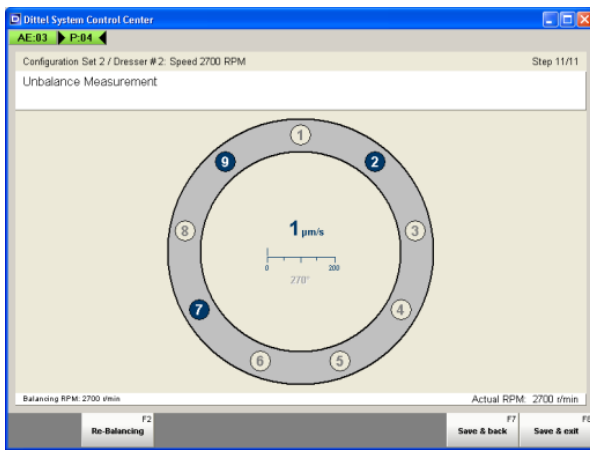 Dittel System Control Center
AE:03 P:04
Configuration Set 2 / Dresser #2: Speed 2700 RPM Step 11/11
Unbalance Measurement
1
9 2
8 3
1 µm/s
0 200
270°
7 4
6 5
Balancing RPM: 2700 r/min Actual RPM: 2700 r/min
F2 F7 F8
Re-Balancing Save & back Save & exit